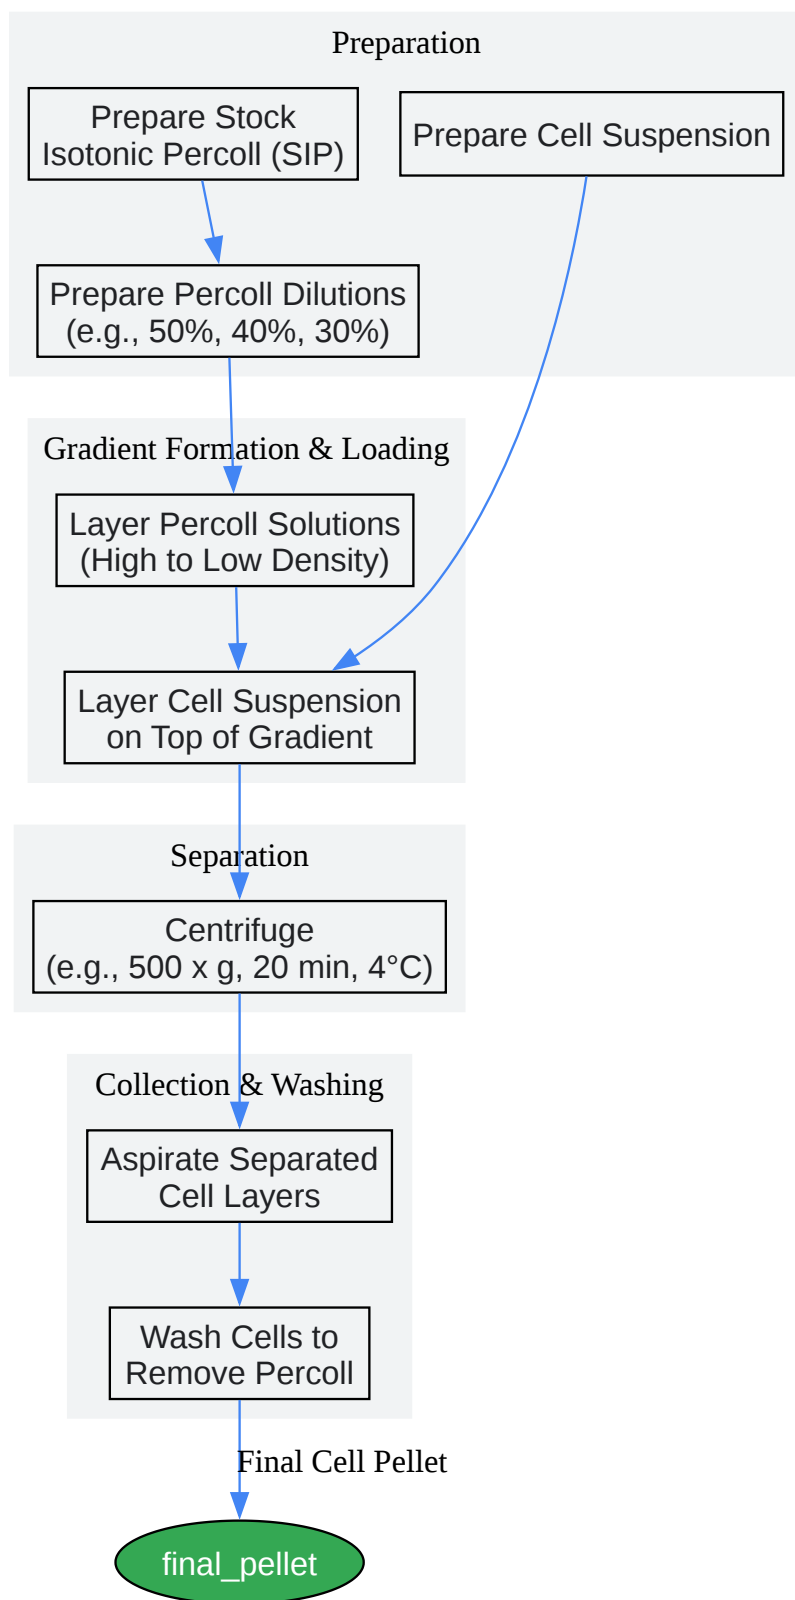 Preparation
Prepare Stock
Isotonic Percoll (SIP)
Prepare Cell Suspension
Prepare Percoll Dilutions
(e.g., 50%, 40%, 30%)
Gradient Formation & Loading
Layer Percoll Solutions
(High to Low Density)
Layer Cell Suspension
on Top of Gradient
Separation
Centrifuge
(e.g., 500 x g, 20 min, 4°C)
Collection & Washing
Aspirate Separated
Cell Layers
Wash Cells to
Remove Percoll
Final Cell Pellet
final_pellet